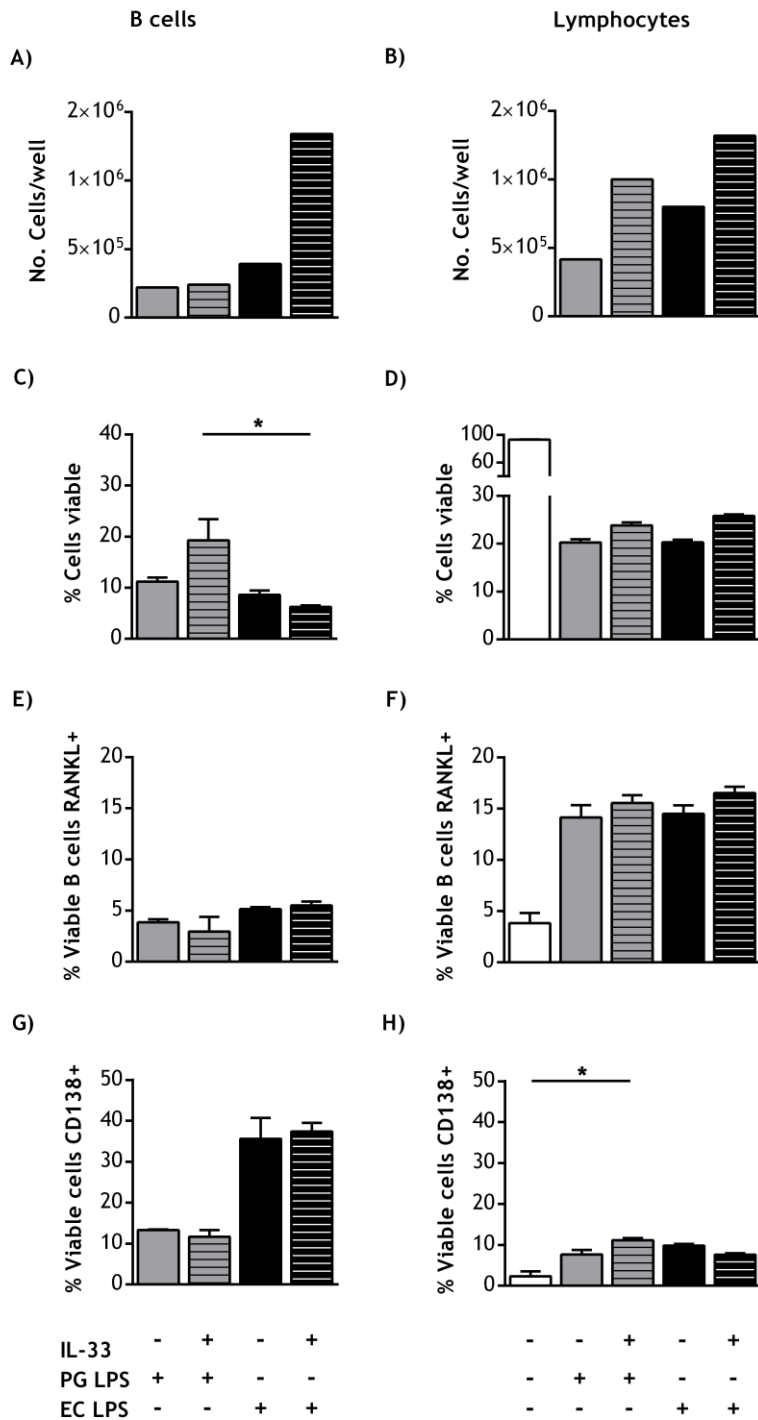 B cells Lymphocytes
A) B)
No. Cells/well
2×10⁶
1×10⁶
5×10⁵
0
No. Cells/well
2×10⁶
1×10⁶
5×10⁵
0
C) D)
% Cells viable
40
30
20
10
0
*
% Cells viable
100
60
30
20
10
0
E) F)
% Viable B cells RANKL+
20
15
10
5
0
% Viable B cells RANKL+
20
15
10
5
0
G) H)
% Viable cells CD138+
50
40
30
20
10
0
% Viable cells CD138+
50
40
30
20
10
0
*
IL-33 - + - + - - + - +
PG LPS + + - - - + + - -
EC LPS - - + + - - - + +